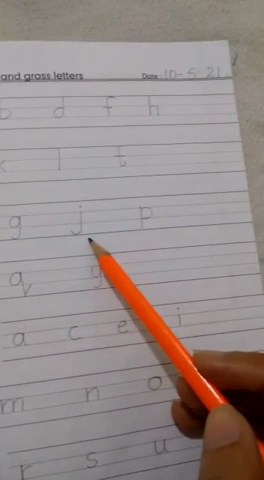 and grass letters Date 10-5-21
b d f h
k l t
g j p
q y
a c e i
m n o
r s u